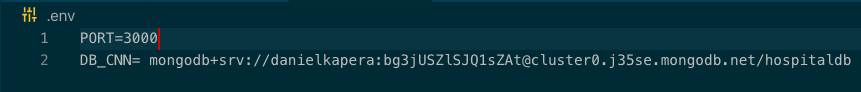 .env
1 PORT=3000
2 DB_CNN= mongodb+srv://danielkapera:bg3jUSZlSJQ1sZAt@cluster0.j35se.mongodb.net/hospitaldb